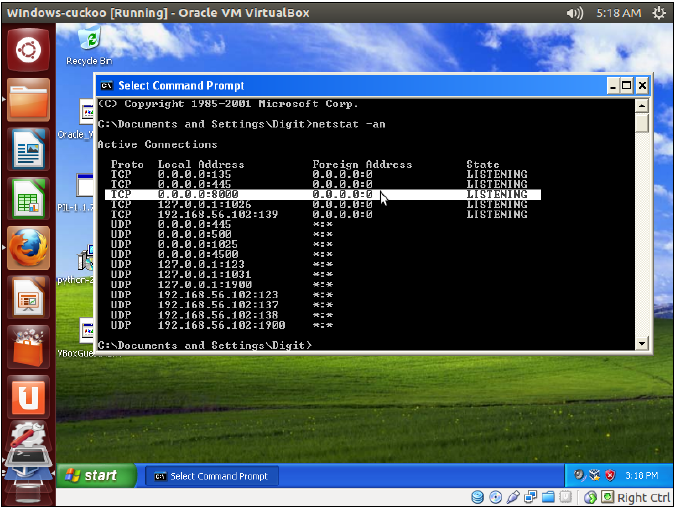 Windows-cuckoo [Running] - Oracle VM VirtualBox
5:18 AM
Recycle Bin
Select Command Prompt
(C) Copyright 1985-2001 Microsoft Corp.
C:\Documents and Settings\Digit>netstat -an
Active Connections
Proto Local Address Foreign Address State
TCP 0.0.0.0:135 0.0.0.0:0 LISTENING
TCP 0.0.0.0:445 0.0.0.0:0 LISTENING
TCP 0.0.0.0:8000 0.0.0.0:0 LISTENING
TCP 127.0.0.1:1026 0.0.0.0:0 LISTENING
TCP 192.168.56.102:139 0.0.0.0:0 LISTENING
UDP 0.0.0.0:445 *:*
UDP 0.0.0.0:500 *:*
UDP 0.0.0.0:1025 *:*
UDP 0.0.0.0:4500 *:*
UDP 127.0.0.1:123 *:*
UDP 127.0.0.1:1031 *:*
UDP 127.0.0.1:1900 *:*
UDP 192.168.56.102:123 *:*
UDP 192.168.56.102:137 *:*
UDP 192.168.56.102:138 *:*
UDP 192.168.56.102:1900 *:*
C:\Documents and Settings\Digit>
Oracle_V
PIL-1.1.7
python-2
VBoxGue
start
Select Command Prompt
3:18 PM
Right Ctrl